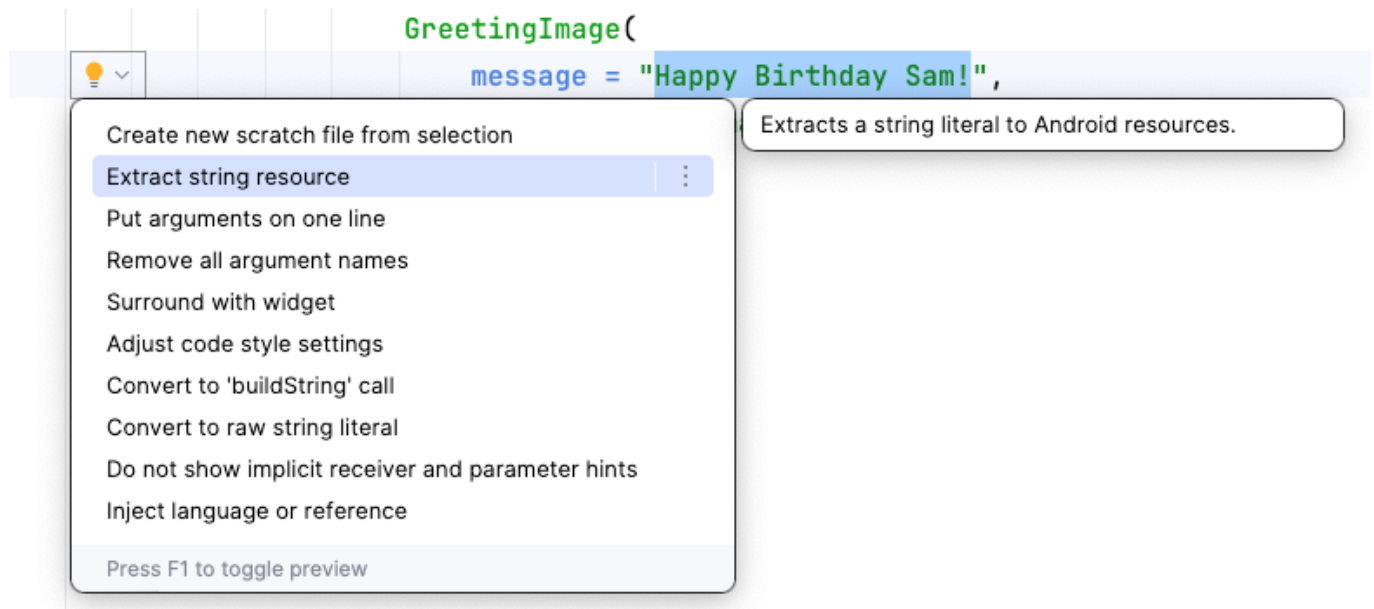 GreetingImage(
message = "Happy Birthday Sam!",
Extracts a string literal to Android resources.
Create new scratch file from selection
Extract string resource
Put arguments on one line
Remove all argument names
Surround with widget
Adjust code style settings
Convert to 'buildString' call
Convert to raw string literal
Do not show implicit receiver and parameter hints
Inject language or reference
Press F1 to toggle preview